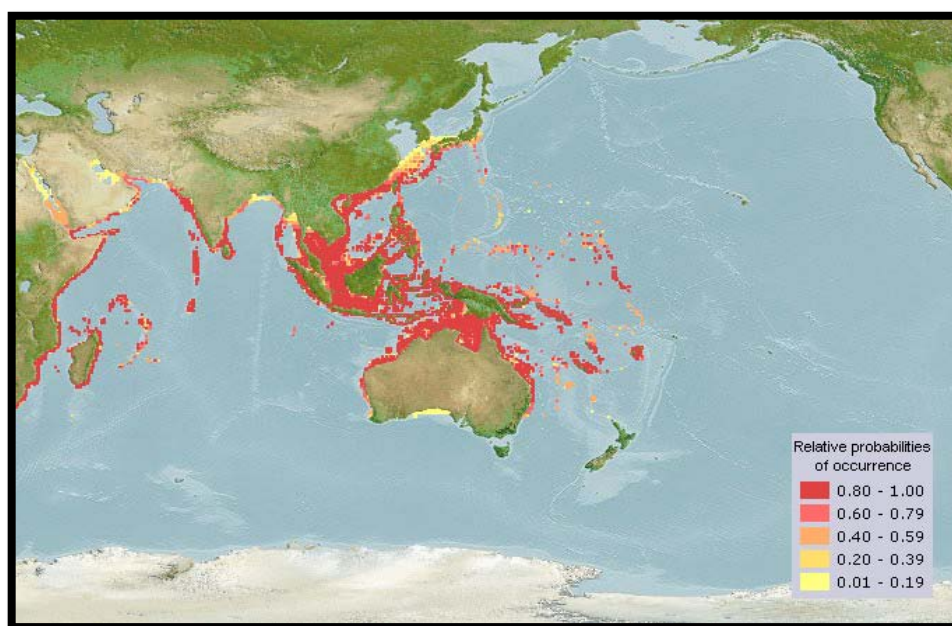 Relative probabilities
of occurrence
0.80 - 1.00
0.60 - 0.79
0.40 - 0.59
0.20 - 0.39
0.01 - 0.19